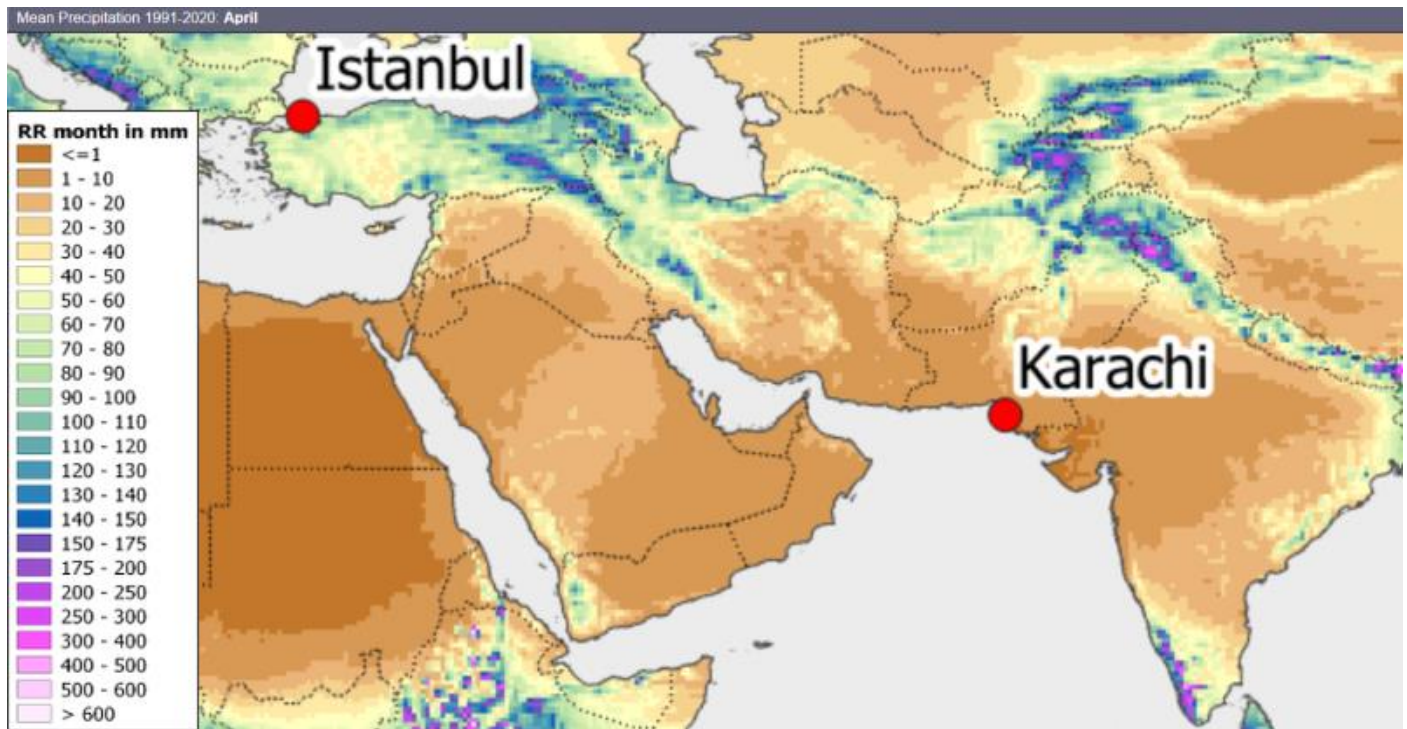 Mean Precipitation 1991-2020: April
Istanbul
RR month in mm
<=1
1 - 10
10 - 20
20 - 30
30 - 40
40 - 50
50 - 60
60 - 70
70 - 80
80 - 90
90 - 100
100 - 110
110 - 120
120 - 130
130 - 140
140 - 150
150 - 175
175 - 200
200 - 250
250 - 300
300 - 400
400 - 500
500 - 600
> 600
Karachi